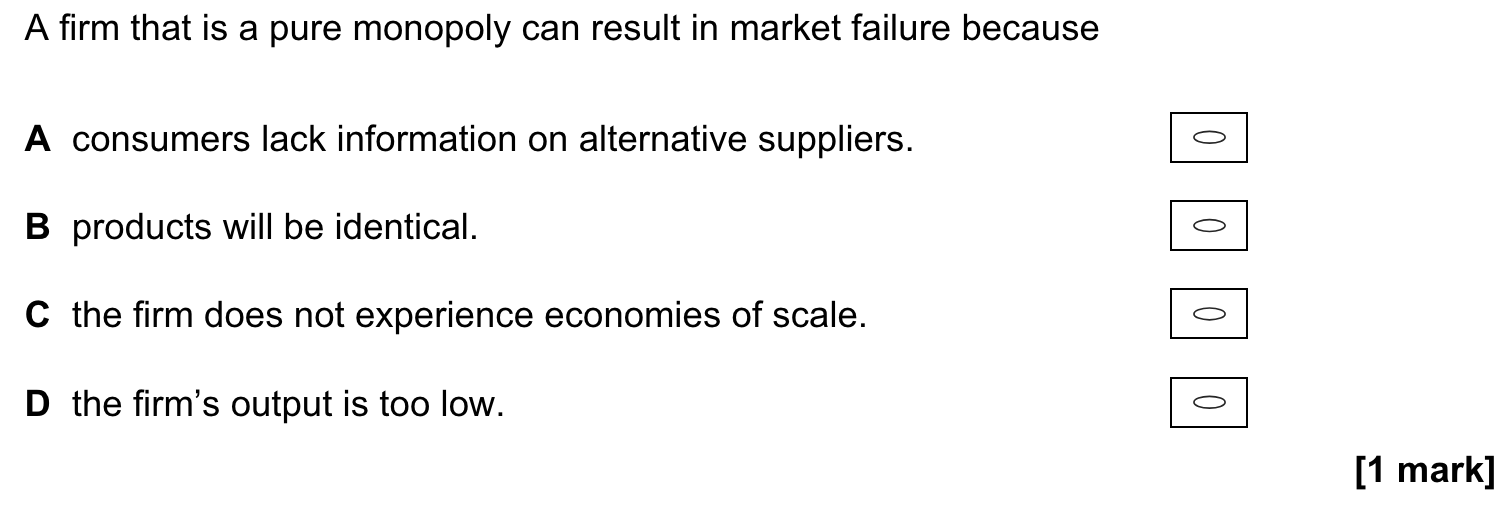 A firm that is a pure monopoly can result in market failure because
A consumers lack information on alternative suppliers.
B products will be identical.
C the firm does not experience economies of scale.
D the firm’s output is too low.
[1 mark]